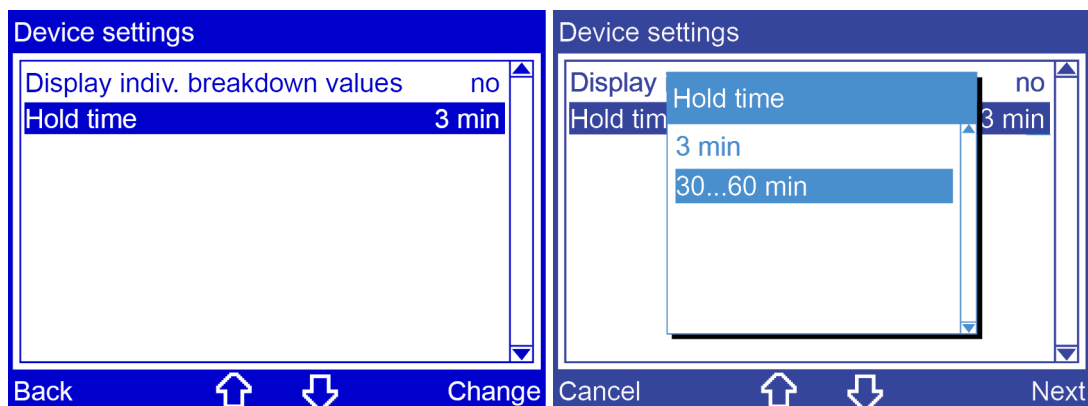 Device settings
Display indiv. breakdown values no
Hold time 3 min
Back Change
Device settings
Display no
Hold tim 3 min
Hold time
3 min
30...60 min
Cancel Next